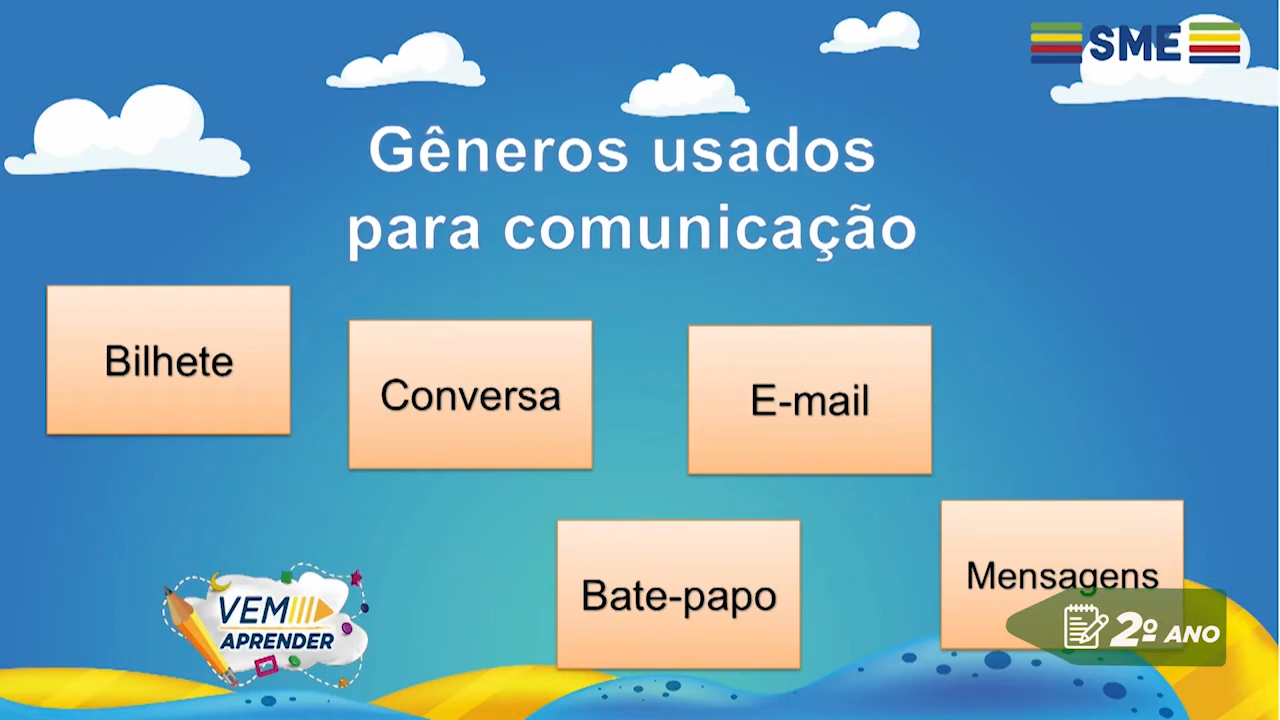 SME
Gêneros usados
para comunicação
Bilhete
Conversa
E-mail
Bate-papo
Mensagens
VEM
APRENDER
2º ANO